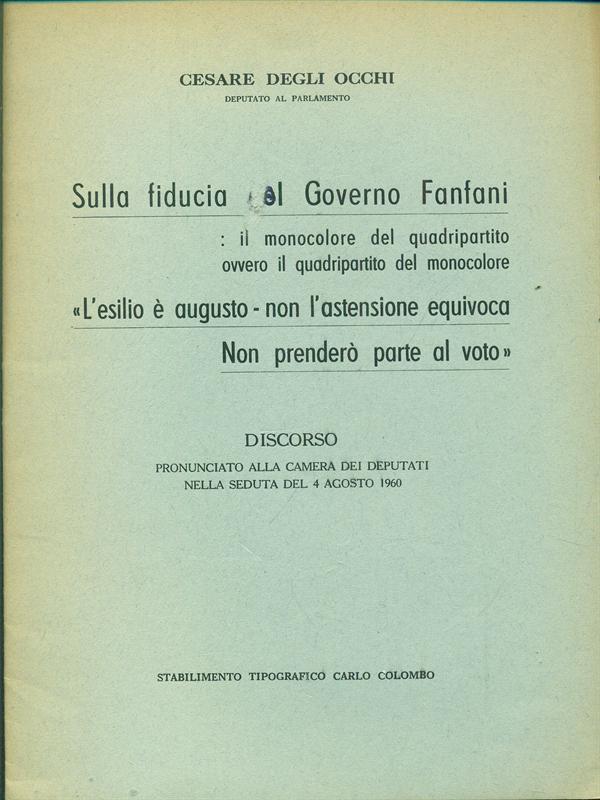 CESARE DEGLI OCCHI
DEPUTATO AL PARLAMENTO
Sulla fiducia al Governo Fanfani
: il monocolore del quadripartito
ovvero il quadripartito del monocolore
«L'esilio è augusto - non l'astensione equivoca
Non prenderò parte al voto»
DISCORSO
PRONUNCIATO ALLA CAMERA DEI DEPUTATI
NELLA SEDUTA DEL 4 AGOSTO 1960
STABILIMENTO TIPOGRAFICO CARLO COLOMBO